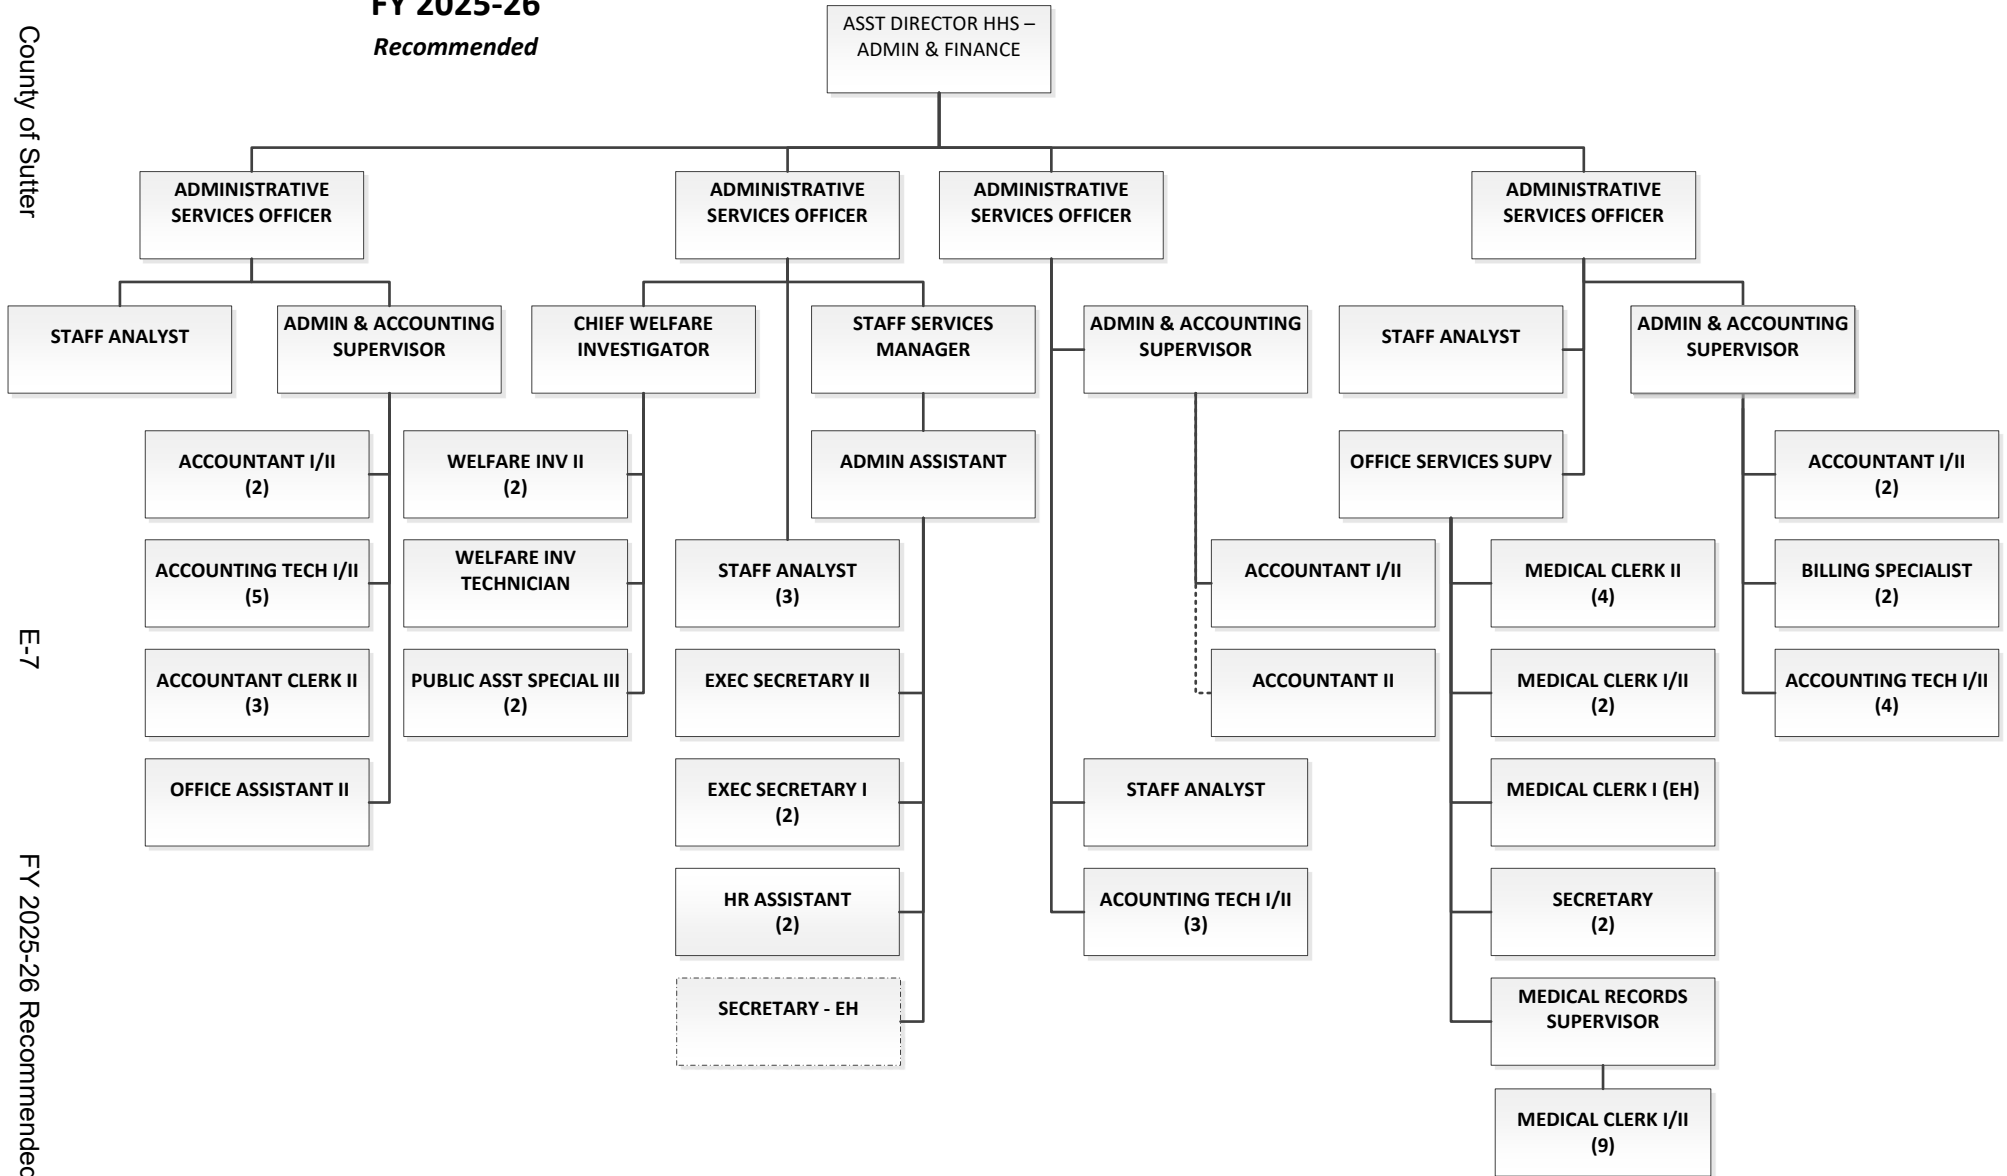 FY 2025-26
Recommended
ASST DIRECTOR HHS –
ADMIN & FINANCE
ADMINISTRATIVE
SERVICES OFFICER
ADMINISTRATIVE
SERVICES OFFICER
ADMINISTRATIVE
SERVICES OFFICER
ADMINISTRATIVE
SERVICES OFFICER
STAFF ANALYST
ADMIN & ACCOUNTING
SUPERVISOR
CHIEF WELFARE
INVESTIGATOR
STAFF SERVICES
MANAGER
ADMIN & ACCOUNTING
SUPERVISOR
STAFF ANALYST
ADMIN & ACCOUNTING
SUPERVISOR
ACCOUNTANT I/II
(2)
WELFARE INV II
(2)
ADMIN ASSISTANT
OFFICE SERVICES SUPV
ACCOUNTANT I/II
(2)
ACCOUNTING TECH I/II
(5)
WELFARE INV
TECHNICIAN
STAFF ANALYST
(3)
ACCOUNTANT I/II
MEDICAL CLERK II
(4)
BILLING SPECIALIST
(2)
ACCOUNTANT CLERK II
(3)
PUBLIC ASST SPECIAL III
(2)
EXEC SECRETARY II
ACCOUNTANT II
MEDICAL CLERK I/II
(2)
ACCOUNTING TECH I/II
(4)
OFFICE ASSISTANT II
EXEC SECRETARY I
(2)
STAFF ANALYST
MEDICAL CLERK I (EH)
HR ASSISTANT
(2)
ACOUNTING TECH I/II
(3)
SECRETARY
(2)
SECRETARY - EH
MEDICAL RECORDS
SUPERVISOR
MEDICAL CLERK I/II
(9)
County of Sutter
E-7
FY 2025-26 Recommended